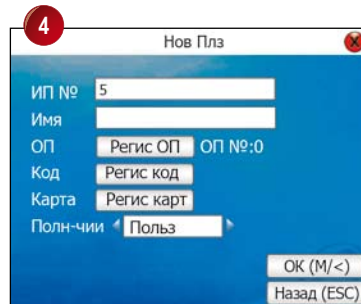 4
Нов Плз
X
ИП № 5
Имя
ОП Регис ОП ОП №:0
Код Регис код
Карта Регис карт
Полн-чии Польз
OK (M/<)
Назад (ESC)